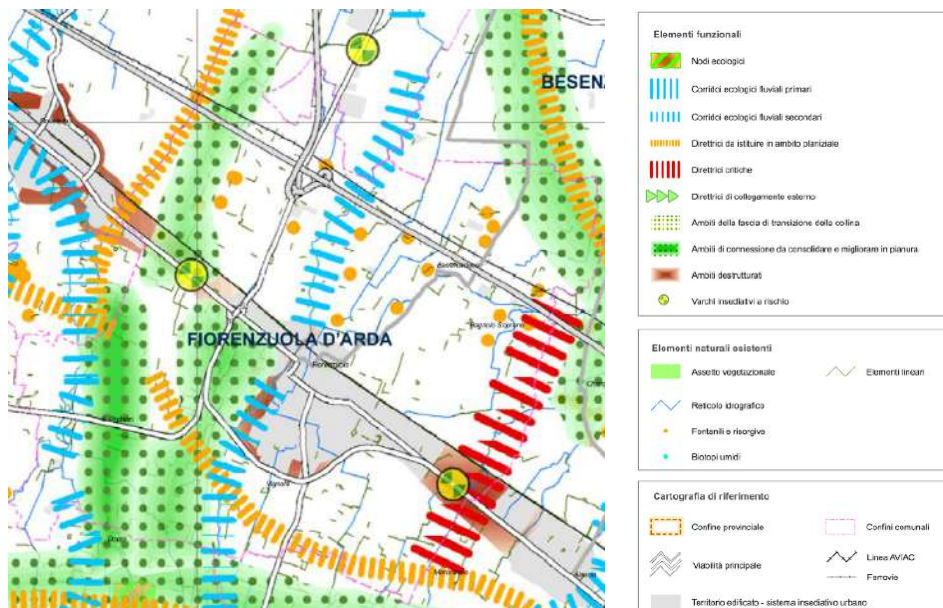 BESENZ
FIORENZUOLA D'ARDA
Elementi funzionali
Nodi ecologici
Corridoi ecologici fluviali primari
Corridoi ecologici fluviali secondari
Direttrici da istituire in ambito planiziale
Direttrici critiche
Direttrici di collegamento esterno
Ambiti della fascia di transizione della collina
Ambiti di connessione da consolidare e migliorare in pianura
Ambiti destrutturati
Varchi insediativi a rischio
Elementi naturali esistenti
Assetto vegetazionale
Elementi lineari
Reticolo idrografico
Fontanili e risorgive
Biotopi umidi
Cartografia di riferimento
Confine provinciale
Confini comunali
Viabilità principale
Linea AV/AC
Ferrovie
Territorio edificato - sistema insediativo urbano